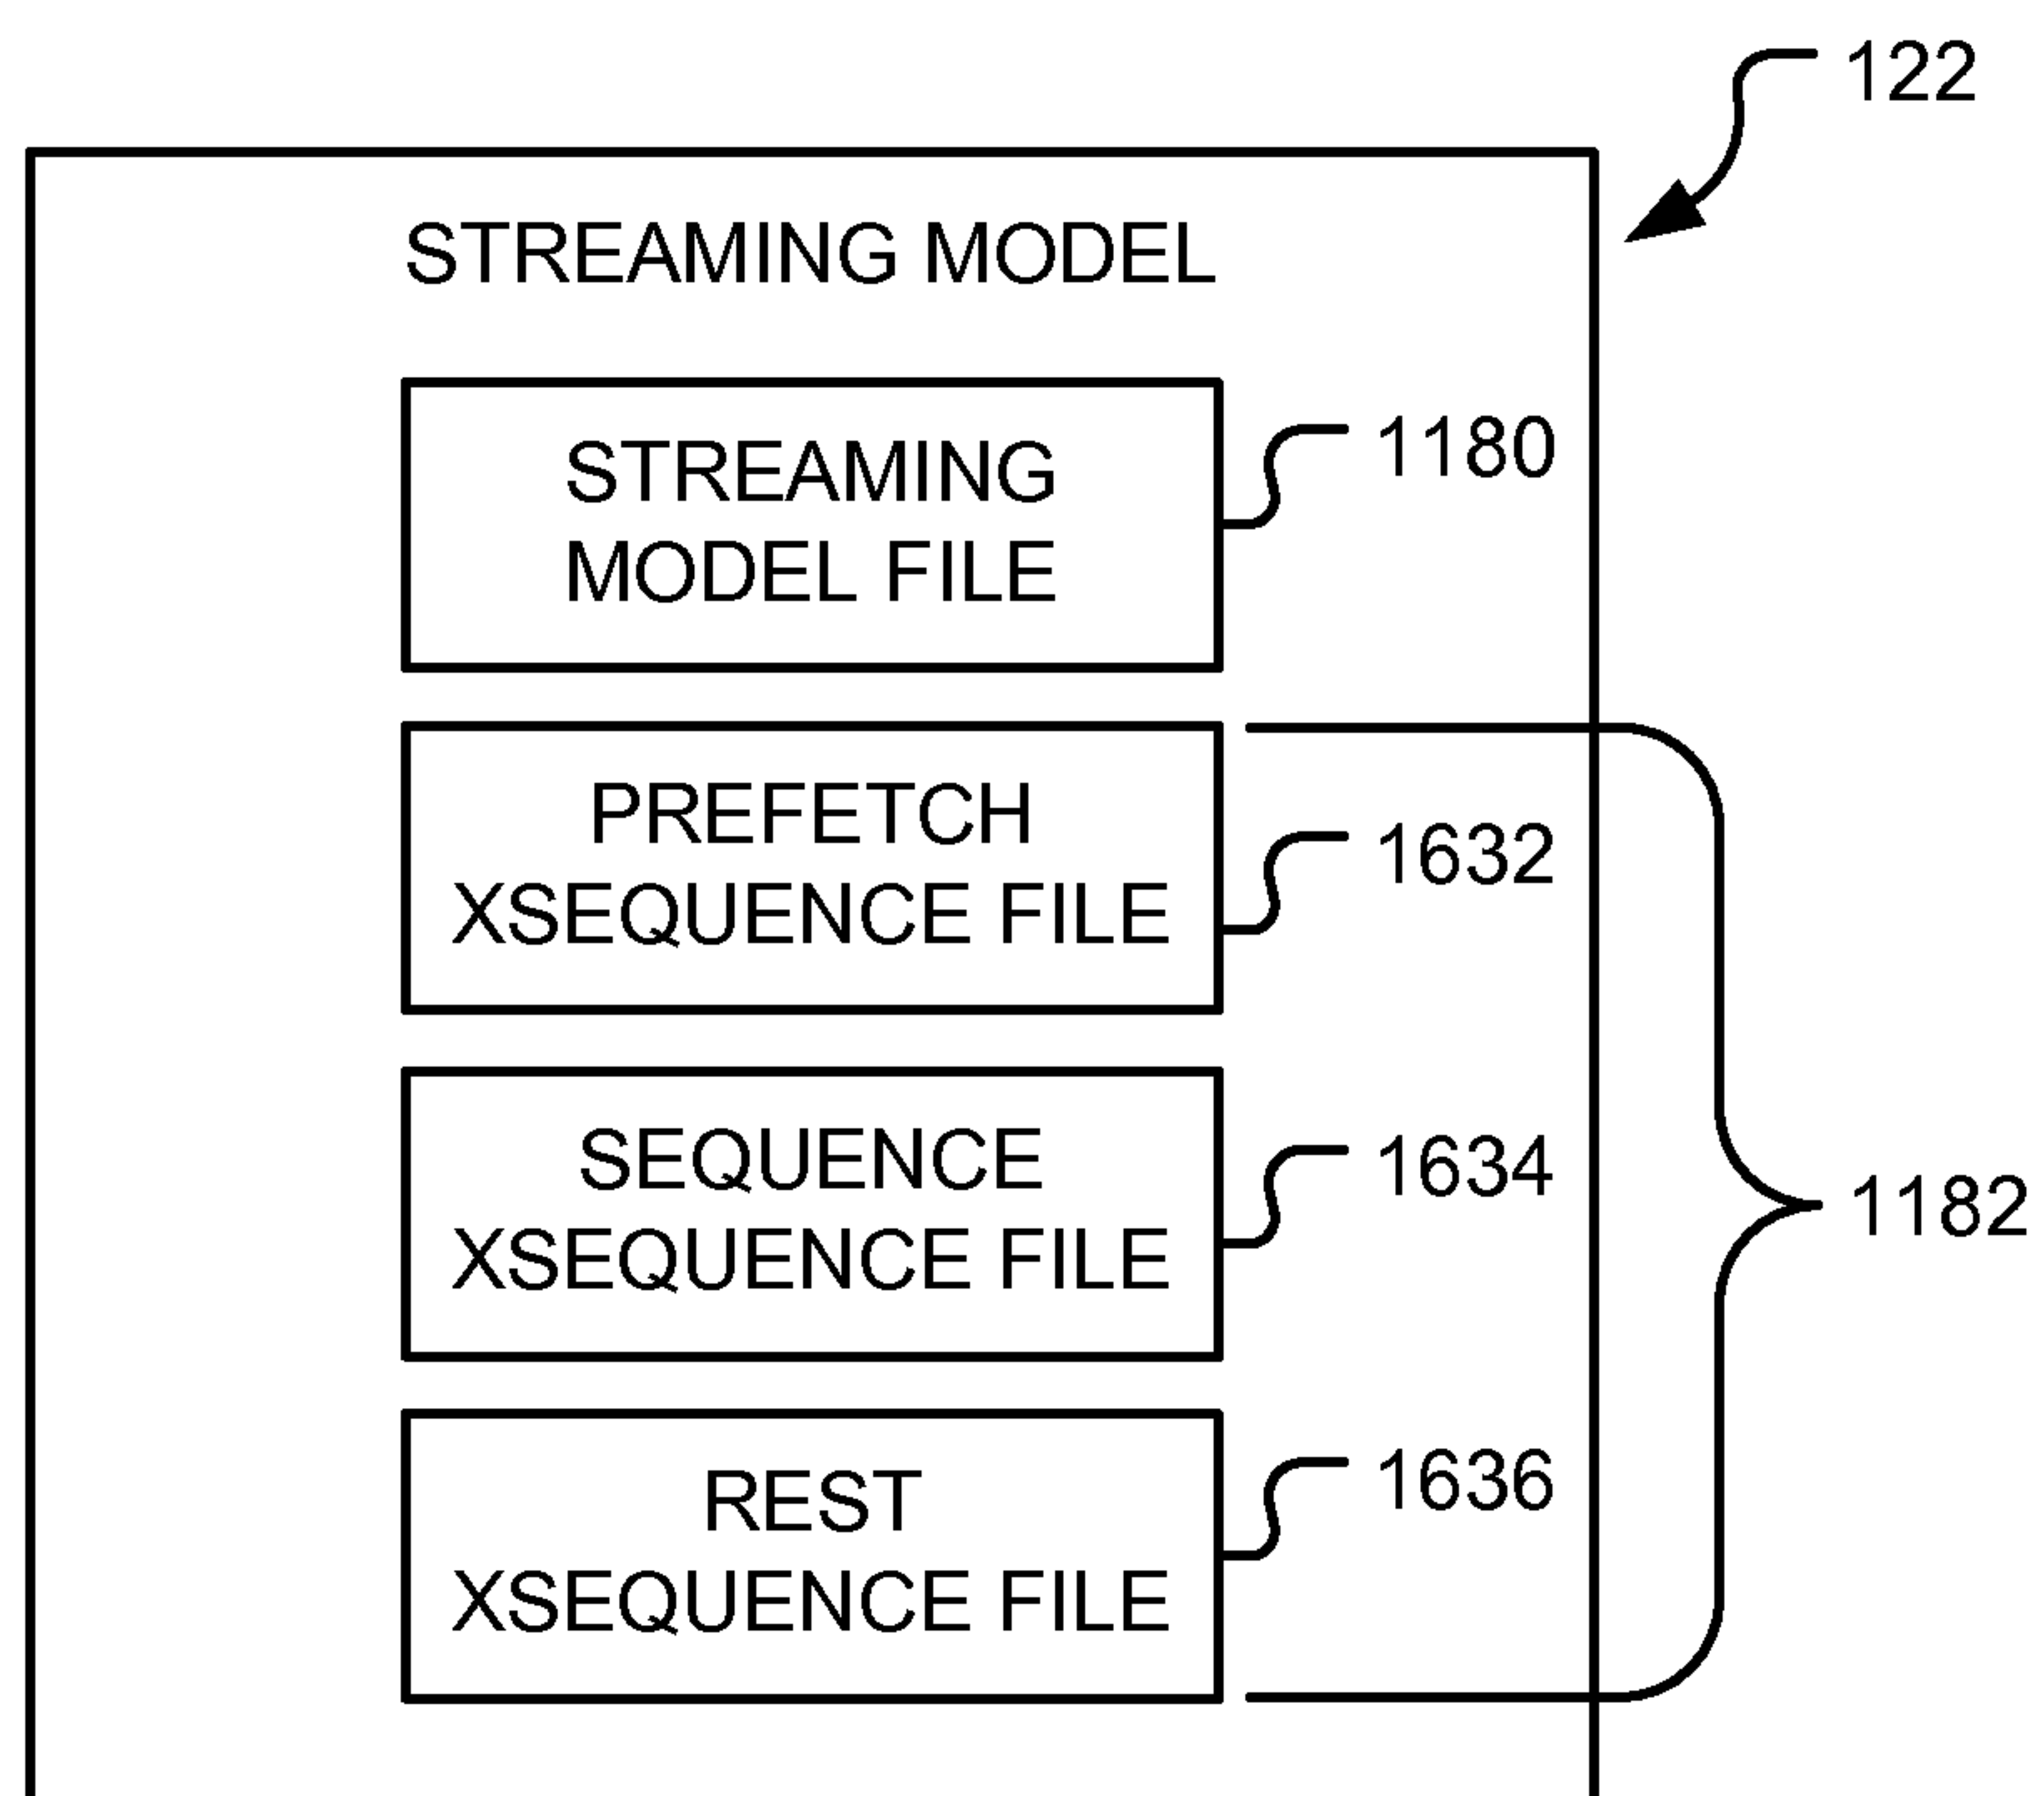 122
STREAMING MODEL
STREAMING
MODEL FILE
1180
PREFETCH
XSEQUENCE FILE
1632
SEQUENCE
XSEQUENCE FILE
1634
1182
REST
XSEQUENCE FILE
1636